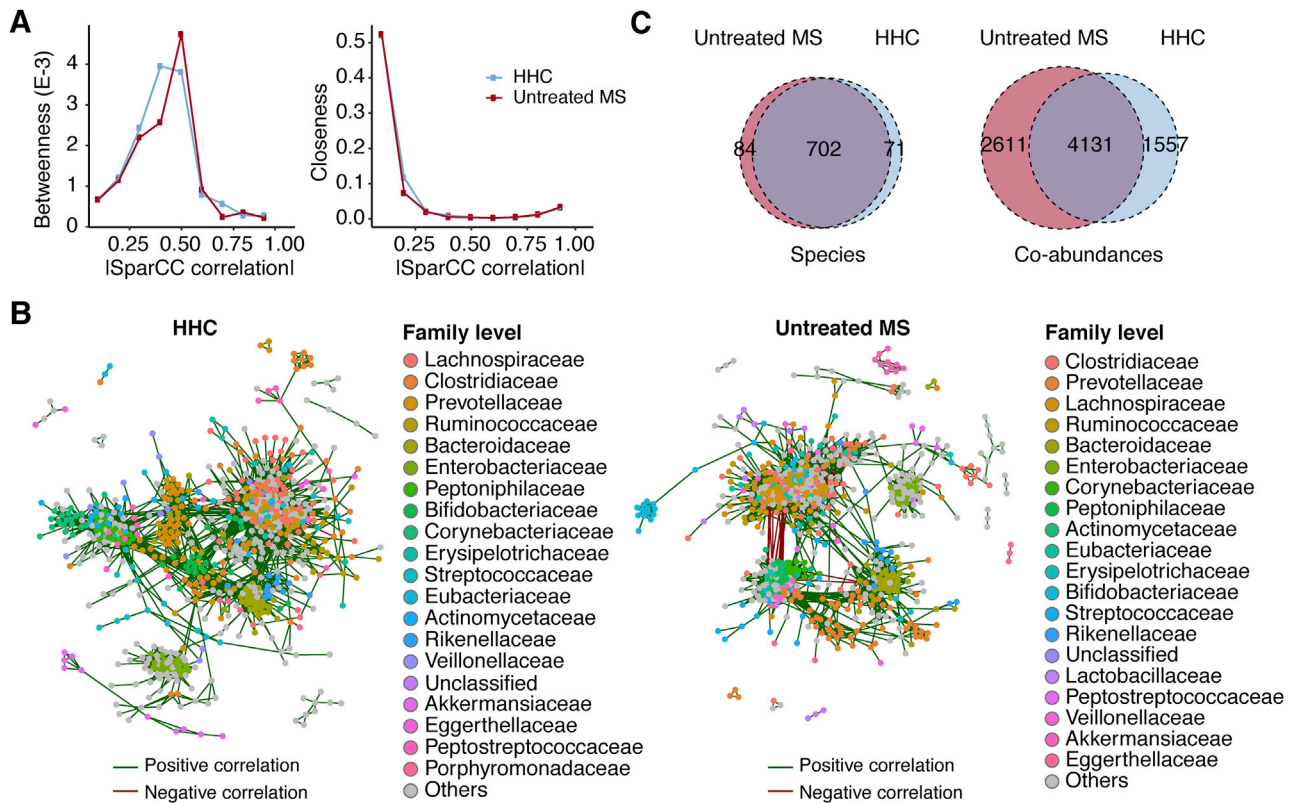 A
Betweenness (E-3)
4
3
2
1
0
0.25 0.50 0.75 1.00
|SparCC correlation|
Closeness
0.5
0.4
0.3
0.2
0.1
0.0
0.25 0.50 0.75 1.00
|SparCC correlation|
HHC
Untreated MS
C
Untreated MS HHC
84 702 71
Species
Untreated MS HHC
2611 4131 1557
Co-abundances
B
HHC
Positive correlation
Negative correlation
Family level
Lachnospiraceae
Clostridiaceae
Prevotellaceae
Ruminococcaceae
Bacteroidaceae
Enterobacteriaceae
Peptoniphilaceae
Bifidobacteriaceae
Corynebacteriaceae
Erysipelotrichaceae
Streptococcaceae
Eubacteriaceae
Actinomycetaceae
Rikenellaceae
Veillonellaceae
Unclassified
Akkermansiaceae
Eggerthellaceae
Peptostreptococcaceae
Porphyromonadaceae
Others
Untreated MS
Positive correlation
Negative correlation
Family level
Clostridiaceae
Prevotellaceae
Lachnospiraceae
Ruminococcaceae
Bacteroidaceae
Enterobacteriaceae
Corynebacteriaceae
Peptoniphilaceae
Actinomycetaceae
Eubacteriaceae
Erysipelotrichaceae
Bifidobacteriaceae
Streptococcaceae
Rikenellaceae
Unclassified
Lactobacillaceae
Peptostreptococcaceae
Veillonellaceae
Akkermansiaceae
Eggerthellaceae
Others